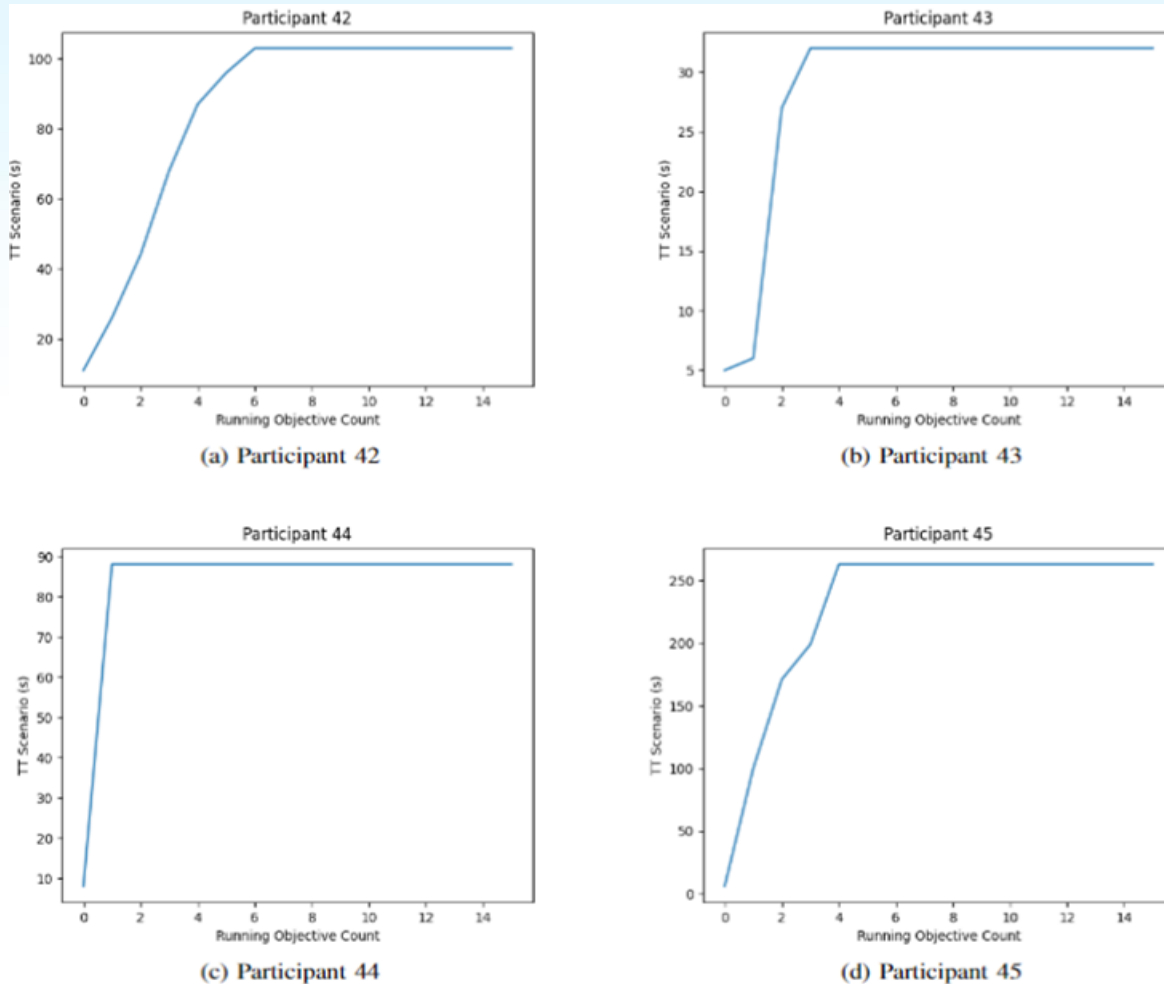 Participant 42
100
80
60
40
20
TT Scenario (s)
0 2 4 6 8 10 12 14
Running Objective Count
(a) Participant 42
Participant 43
30
25
20
15
10
5
TT Scenario (s)
0 2 4 6 8 10 12 14
Running Objective Count
(b) Participant 43
Participant 44
90
80
70
60
50
40
30
20
10
TT Scenario (s)
0 2 4 6 8 10 12 14
Running Objective Count
(c) Participant 44
Participant 45
250
200
150
100
50
0
TT Scenario (s)
0 2 4 6 8 10 12 14
Running Objective Count
(d) Participant 45